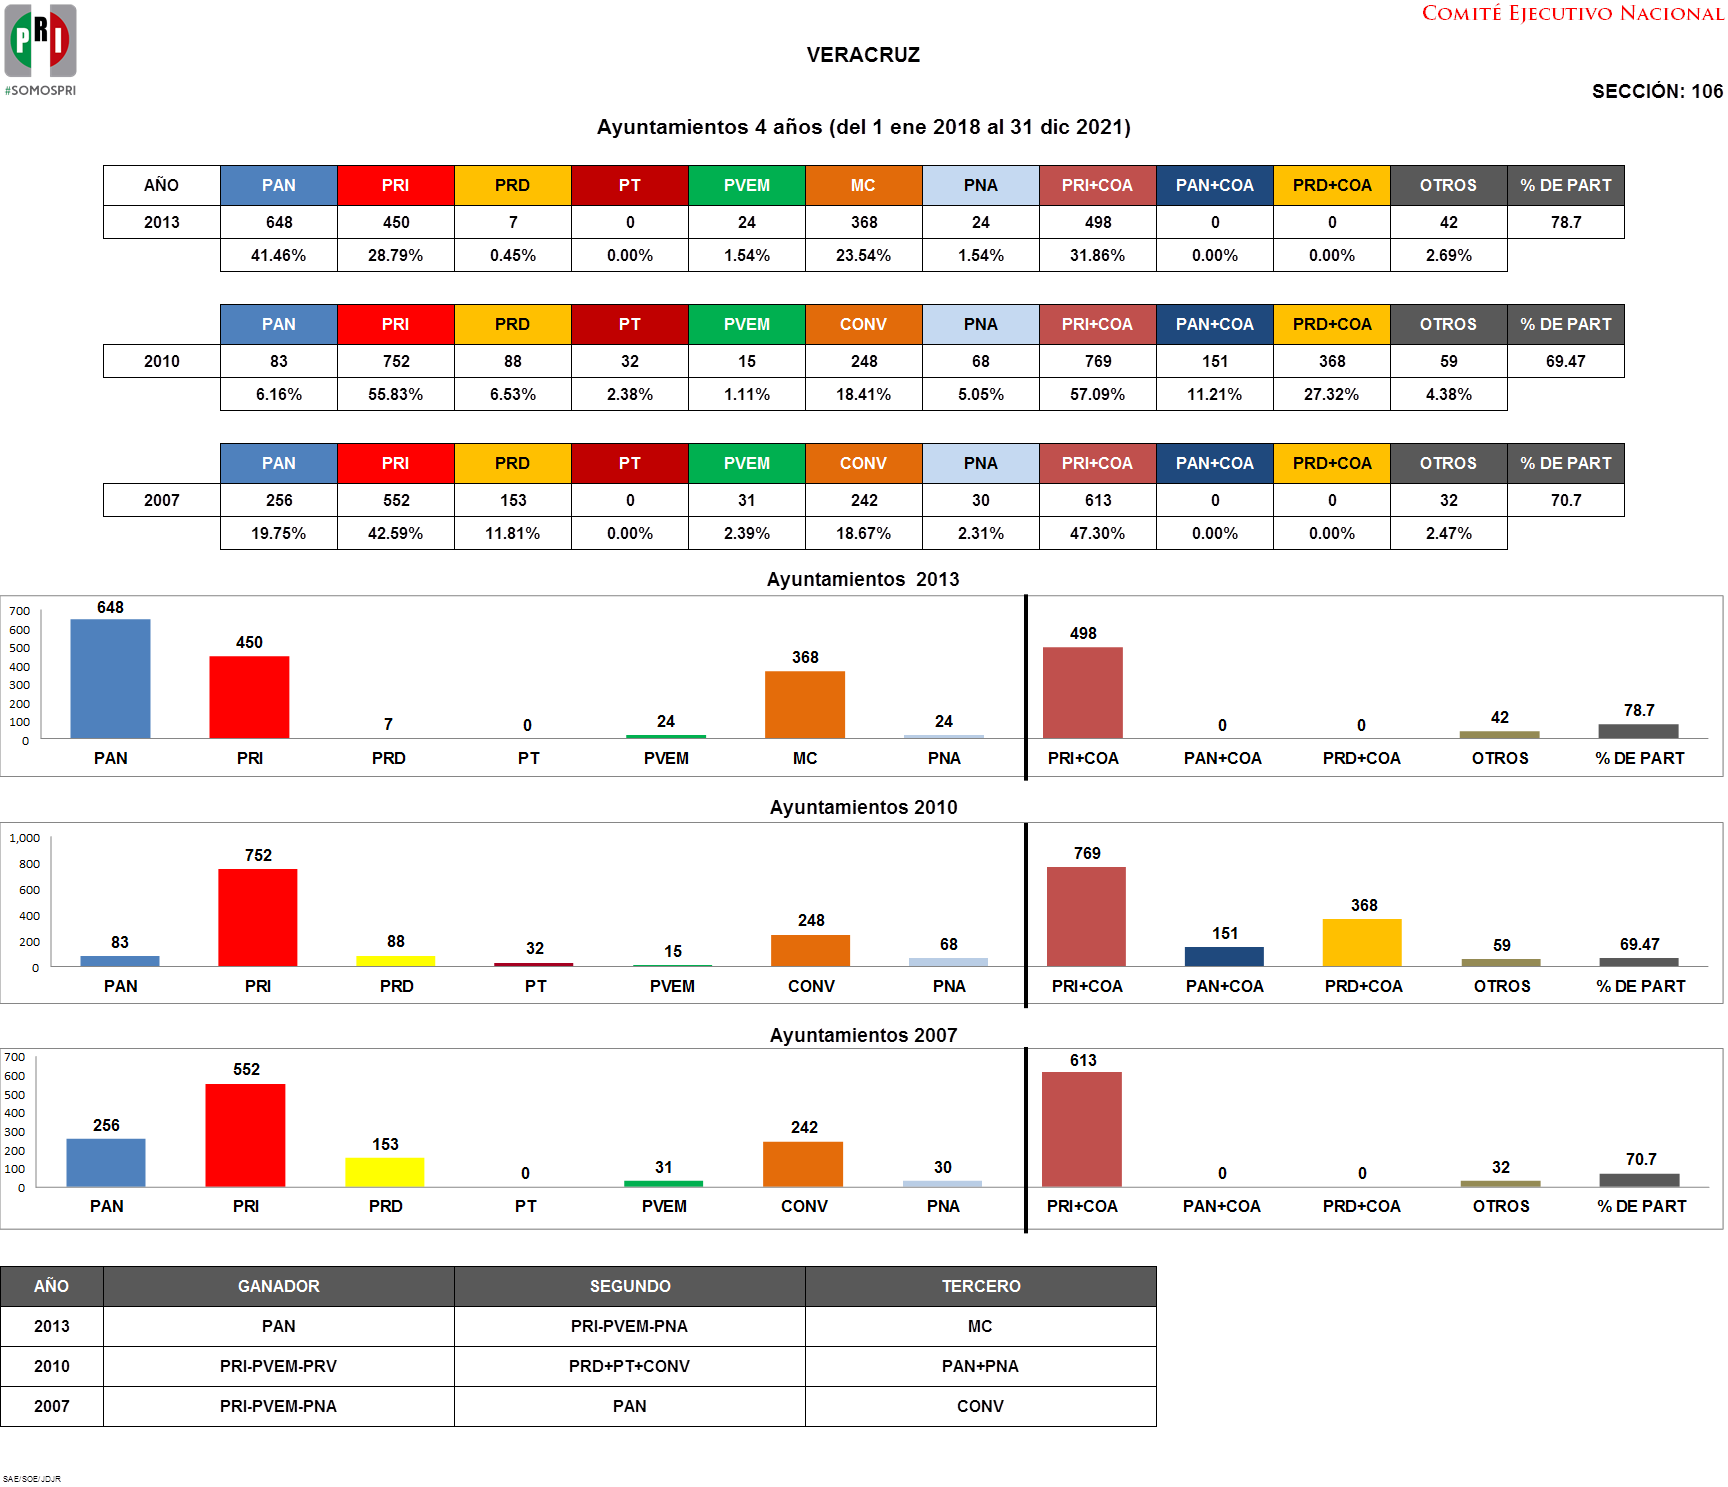 PRI
#SOMOSPRI
COMITÉ EJECUTIVO NACIONAL
VERACRUZ
SECCIÓN: 106
Ayuntamientos 4 años (del 1 ene 2018 al 31 dic 2021)
AÑO PAN PRI PRD PT PVEM MC PNA PRI+COA PAN+COA PRD+COA OTROS % DE PART
2013 648 450 7 0 24 368 24 498 0 0 42 78.7
41.46% 28.79% 0.45% 0.00% 1.54% 23.54% 1.54% 31.86% 0.00% 0.00% 2.69%
PAN PRI PRD PT PVEM CONV PNA PRI+COA PAN+COA PRD+COA OTROS % DE PART
2010 83 752 88 32 15 248 68 769 151 368 59 69.47
6.16% 55.83% 6.53% 2.38% 1.11% 18.41% 5.05% 57.09% 11.21% 27.32% 4.38%
PAN PRI PRD PT PVEM CONV PNA PRI+COA PAN+COA PRD+COA OTROS % DE PART
2007 256 552 153 0 31 242 30 613 0 0 32 70.7
19.75% 42.59% 11.81% 0.00% 2.39% 18.67% 2.31% 47.30% 0.00% 0.00% 2.47%
Ayuntamientos 2013
700
600
500
400
300
200
100
0
648 450 7 0 24 368 24 498 0 0 42 78.7
PAN PRI PRD PT PVEM MC PNA PRI+COA PAN+COA PRD+COA OTROS % DE PART
Ayuntamientos 2010
1,000
800
600
400
200
0
83 752 88 32 15 248 68 769 151 368 59 69.47
PAN PRI PRD PT PVEM CONV PNA PRI+COA PAN+COA PRD+COA OTROS % DE PART
Ayuntamientos 2007
700
600
500
400
300
200
100
0
256 552 153 0 31 242 30 613 0 0 32 70.7
PAN PRI PRD PT PVEM CONV PNA PRI+COA PAN+COA PRD+COA OTROS % DE PART
AÑO GANADOR SEGUNDO TERCERO
2013 PAN PRI-PVEM-PNA MC
2010 PRI-PVEM-PRV PRD+PT+CONV PAN+PNA
2007 PRI-PVEM-PNA PAN CONV
SAE/SOE/JDJR